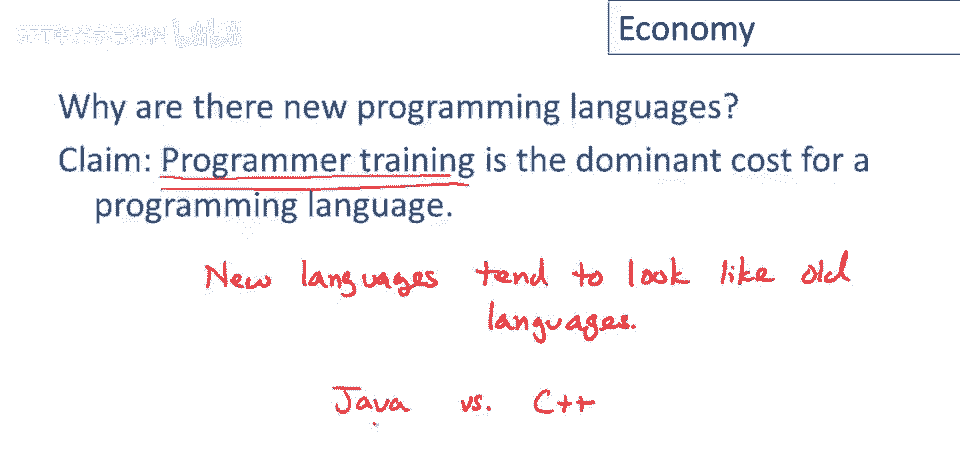 Economy
Why are there new programming languages?
Claim: Programmer training is the dominant cost for a
programming language.
New languages tend to look like old
languages.
Java vs. C++